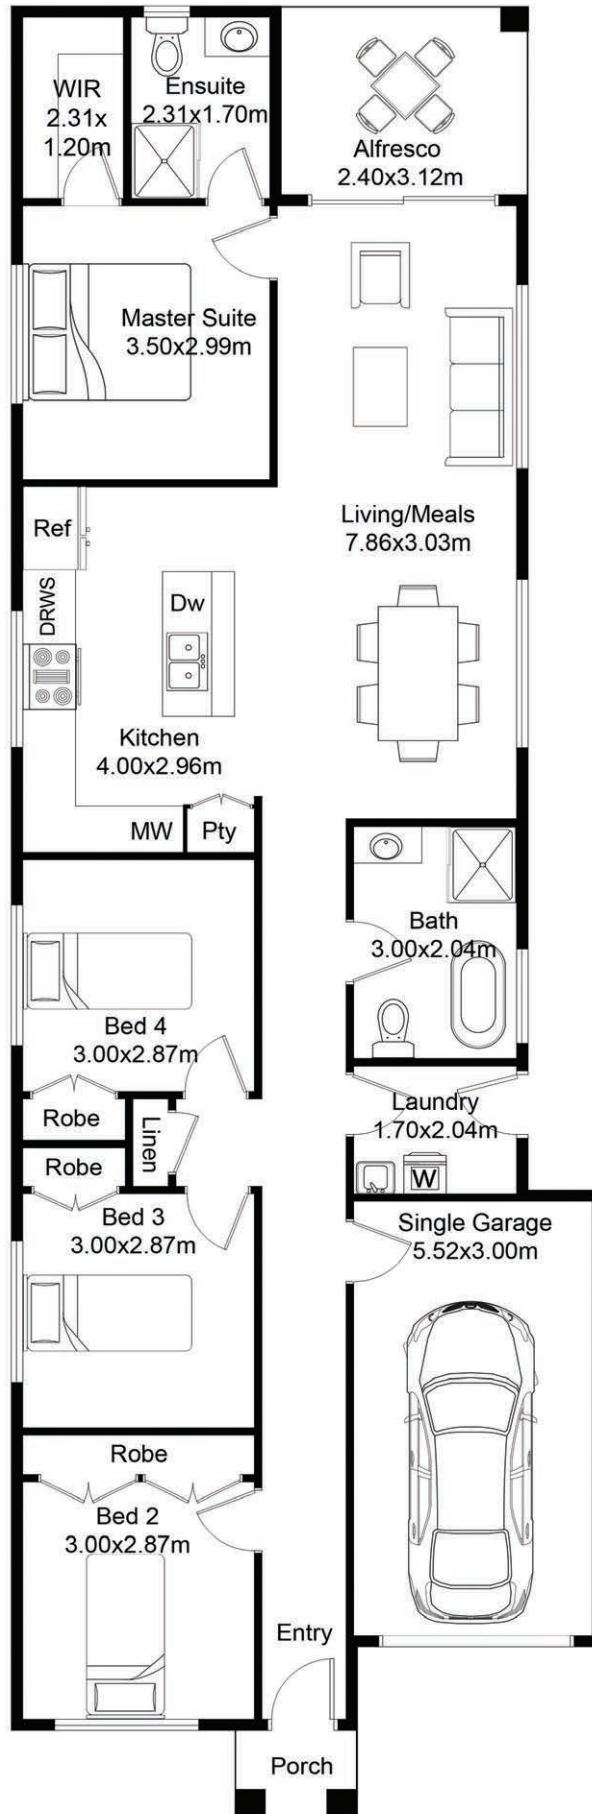 WIR
2.31x
1.20m
Ensuite
2.31x1.70m
Alfresco
2.40x3.12m
Master Suite
3.50x2.99m
Living/Meals
7.86x3.03m
Ref
DRWS
Dw
Kitchen
4.00x2.96m
MW
Pty
Bath
3.00x2.04m
Bed 4
3.00x2.87m
Robe
Linen
Laundry
1.70x2.04m
W
Robe
Bed 3
3.00x2.87m
Single Garage
5.52x3.00m
Robe
Bed 2
3.00x2.87m
Entry
Porch